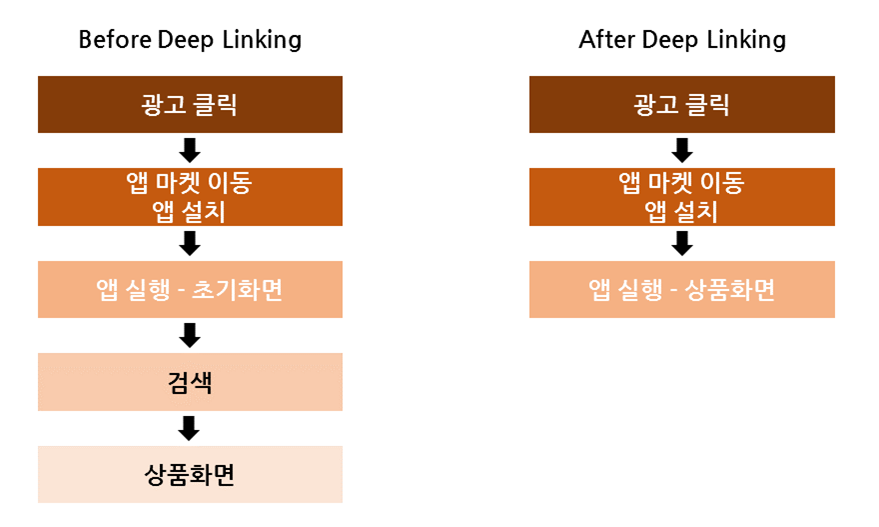 Before Deep Linking
광고 클릭
앱 마켓 이동
앱 설치
앱 실행 - 초기화면
검색
상품화면
After Deep Linking
광고 클릭
앱 마켓 이동
앱 설치
앱 실행 - 상품화면